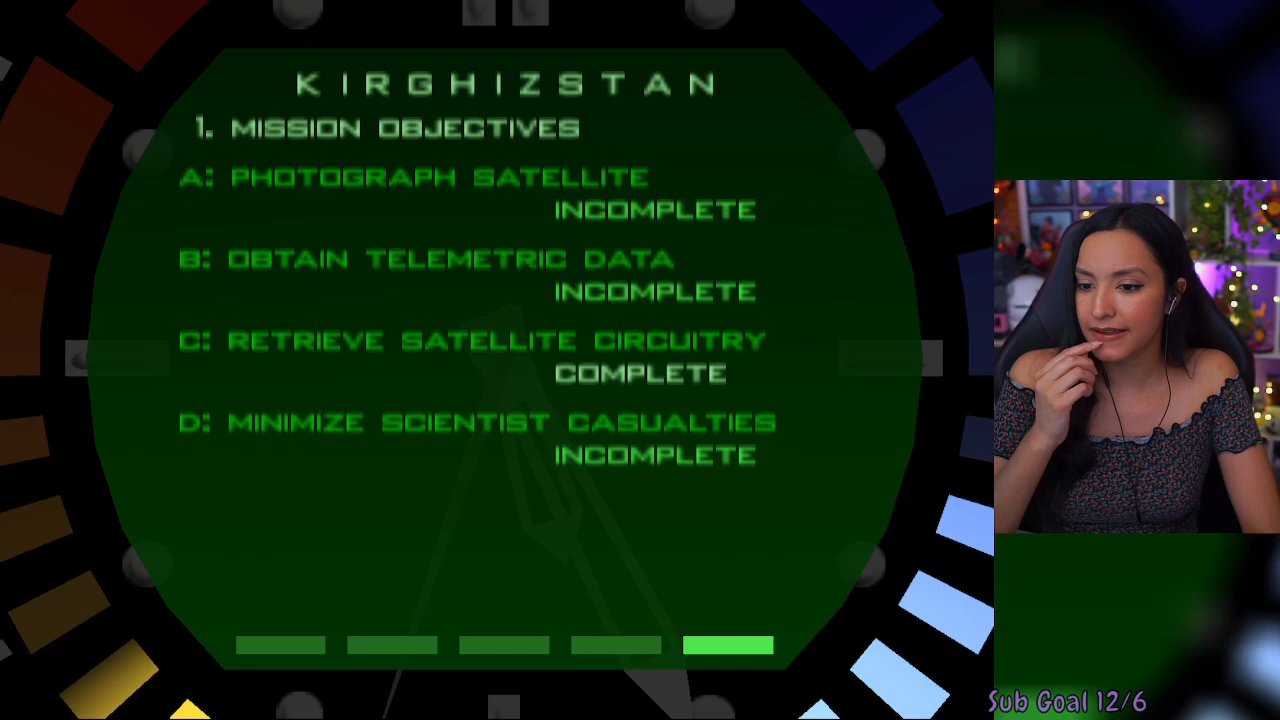 KIRGHIZSTAN
1. MISSION OBJECTIVES
A: PHOTOGRAPH SATELLITE
INCOMPLETE
B: OBTAIN TELEMETRIC DATA
INCOMPLETE
C: RETRIEVE SATELLITE CIRCUITRY
COMPLETE
D: MINIMIZE SCIENTIST CASUALTIES
INCOMPLETE
Sub Goal 12/6